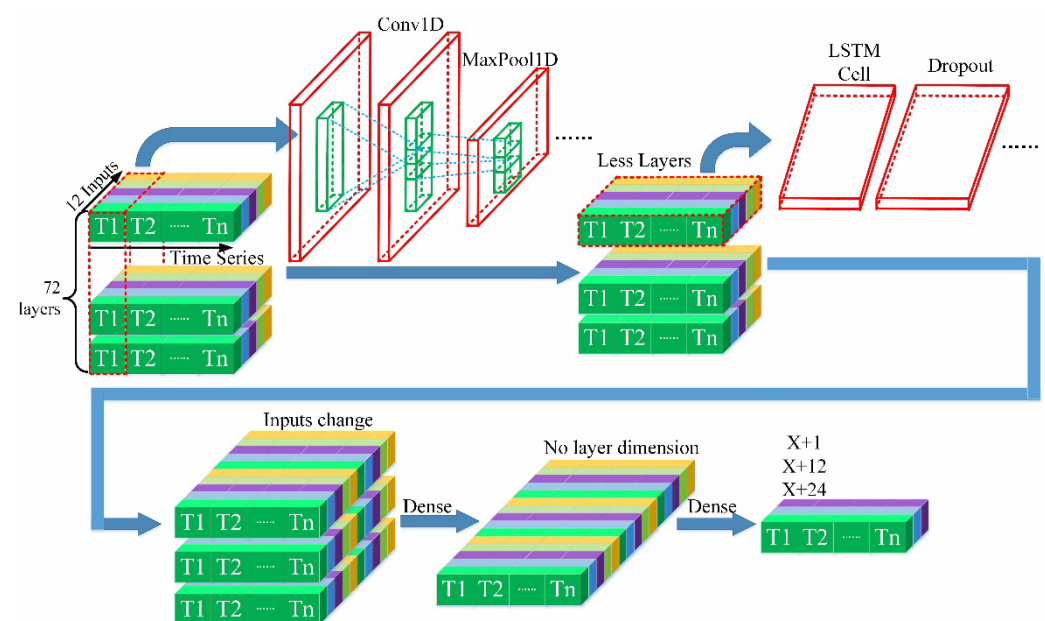 Conv1D
MaxPool1D
......
LSTM
Cell
Dropout
......
12 Inputs
Less Layers
T1 T2 ...... Tn
T1 T2 ...... Tn
Time Series
72
layers
T1 T2 ...... Tn
T1 T2 ...... Tn
T1 T2 ...... Tn
T1 T2 ...... Tn
Inputs change
No layer dimension
X+1
X+12
X+24
Dense
Dense
T1 T2 ...... Tn
T1 T2 ...... Tn
T1 T2 ...... Tn
T1 T2 ...... Tn
T1 T2 ...... Tn